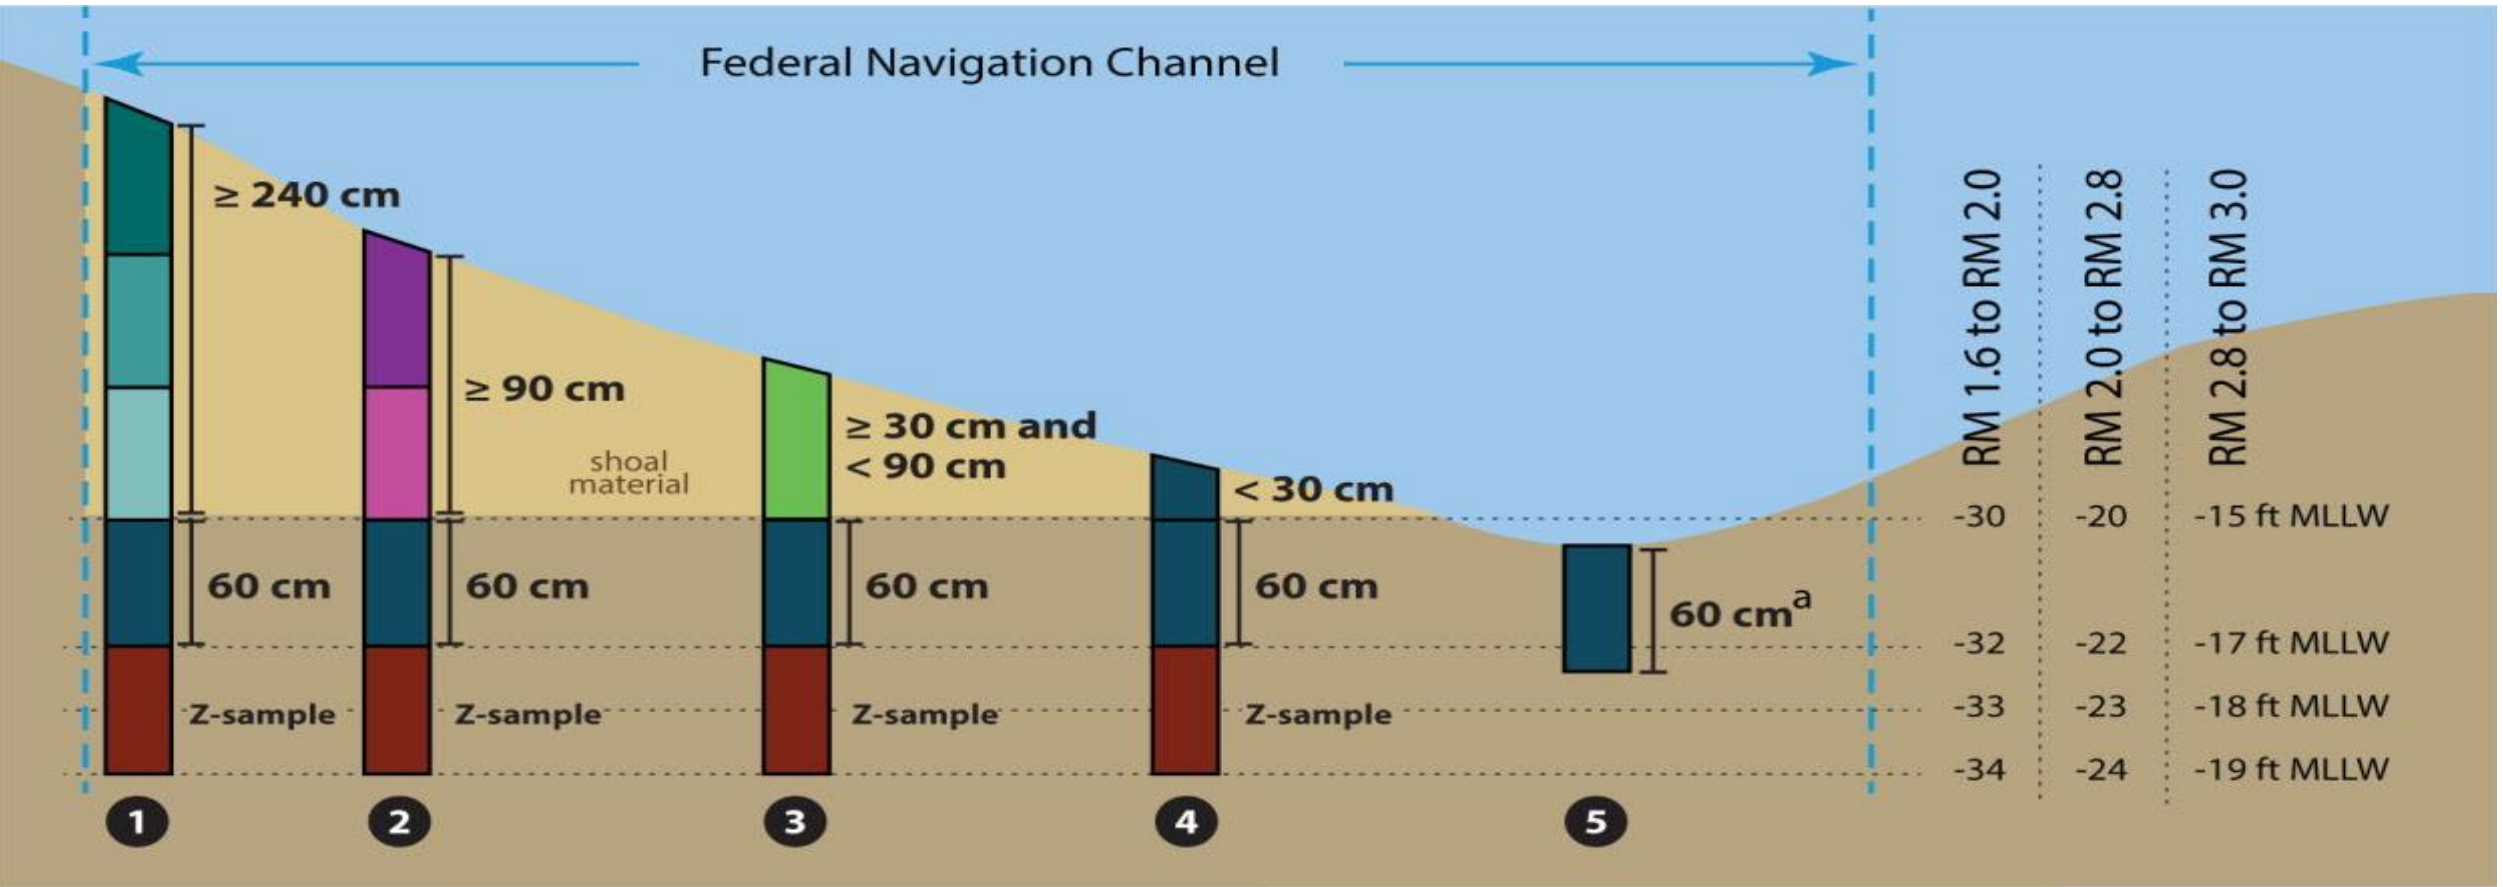 Federal Navigation Channel
≥ 240 cm
≥ 90 cm
shoal
material
≥ 30 cm and
< 90 cm
< 30 cm
60 cm
60 cm
60 cm
60 cm
60 cmª
Z-sample
Z-sample
Z-sample
Z-sample
1
2
3
4
5
RM 1.6 to RM 2.0
RM 2.0 to RM 2.8
RM 2.8 to RM 3.0
-30 -20 -15 ft MLLW
-32 -22 -17 ft MLLW
-33 -23 -18 ft MLLW
-34 -24 -19 ft MLLW